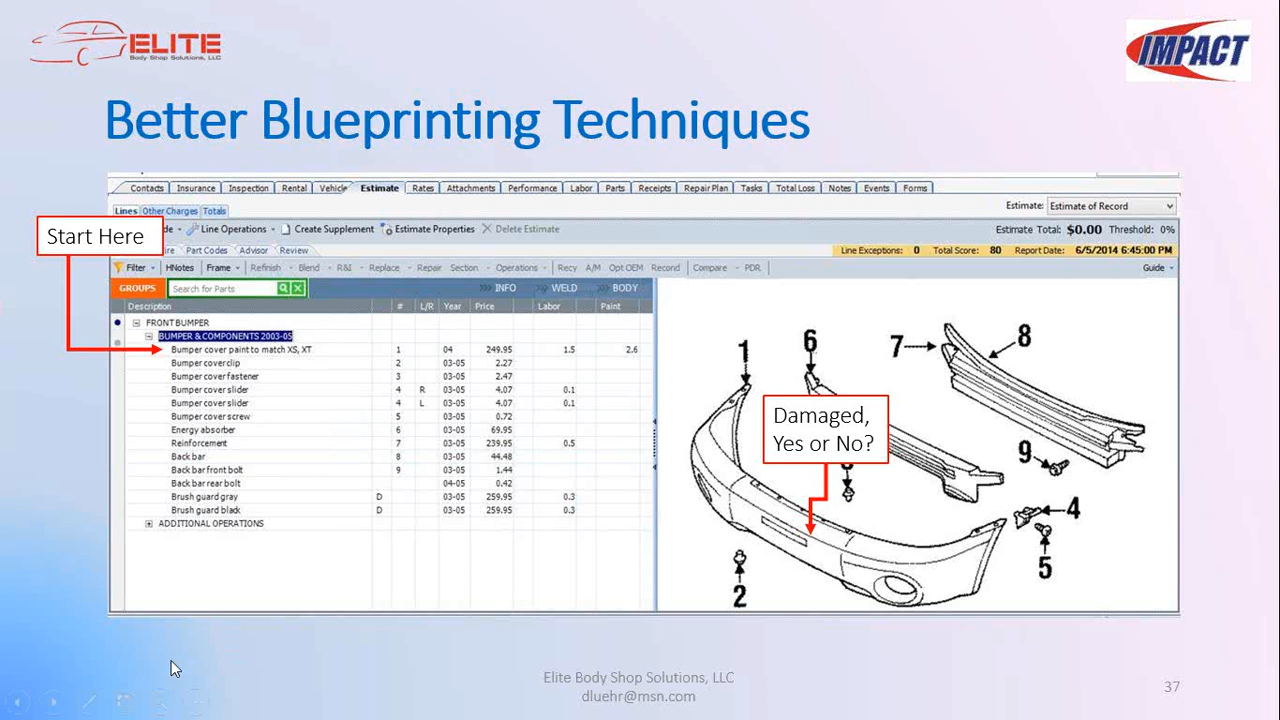 ELITE
Body Shop Solutions, LLC
IMPACT
Better Blueprinting Techniques
Contacts Insurance Inspection Rental Vehicle Estimate Rates Attachments Performance Labor Parts Receipts Repair Plan Tasks Total Loss Notes Events Forms
Lines Other Charges Totals
Estimate: Estimate of Record
Start Here
Line Operations Create Supplement Estimate Properties Delete Estimate
Estimate Total: $0.00 Threshold: 0%
Part Codes Advisor Review
Line Exceptions: 0 Total Score: 80 Report Date: 6/5/2014 6:45:00 PM
Filter HNotes Frame Refinish Blend R&I Replace Repair Section Operations Recy A/M Opt OEM Record Compare PDR Guide
GROUPS Search for Parts INFO WELD BODY
Description # L/R Year Price Labor Paint
FRONT BUMPER
BUMPER & COMPONENTS 2003-05
Bumper cover paint to match XS, XT 1 04 249.95 1.5 2.6
Bumper cover clip 2 03-05 2.27
Bumper cover fastener 3 03-05 2.47
Bumper cover slider 4 R 03-05 4.07 0.1
Bumper cover slider 4 L 03-05 4.07 0.1
Bumper cover screw 5 03-05 0.72
Energy absorber 6 03-05 69.95
Reinforcement 7 03-05 239.95 0.5
Back bar 8 03-05 44.48
Back bar front bolt 9 03-05 1.44
Back bar rear bolt 04-05 0.42
Brush guard gray D 03-05 259.95 0.3
Brush guard black D 03-05 259.95 0.3
ADDITIONAL OPERATIONS
1 6 7 8
Damaged,
Yes or No?
9
4
5
2
Elite Body Shop Solutions, LLC
dluehr@msn.com
37